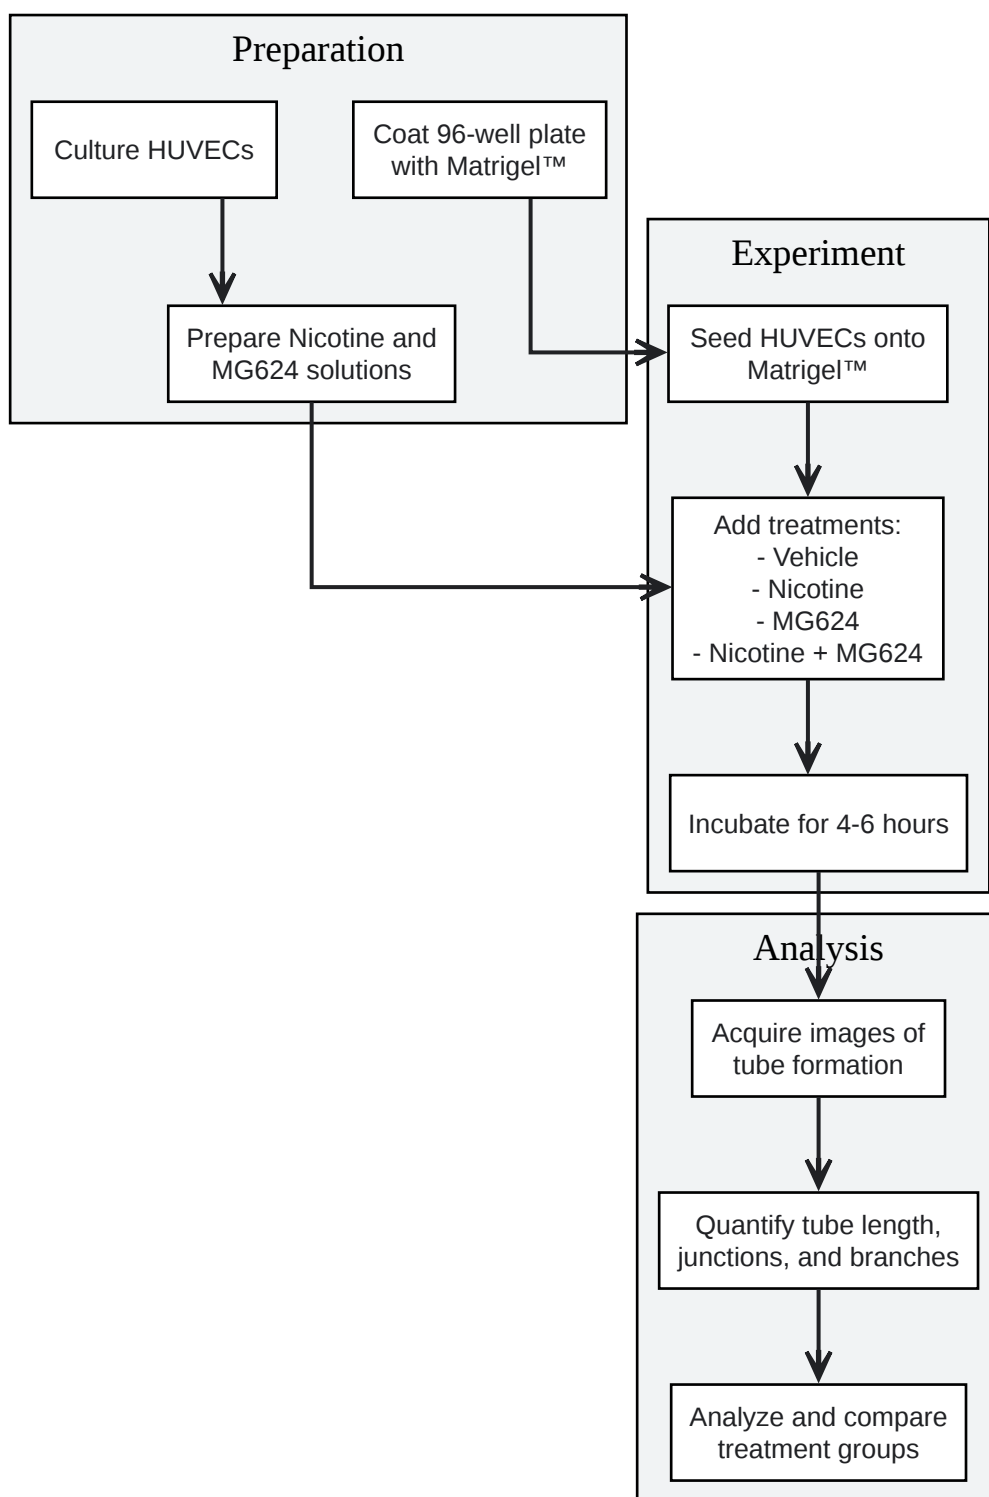 Preparation
Culture HUVECs
Coat 96-well plate
with Matrigel™
Prepare Nicotine and
MG624 solutions
Experiment
Seed HUVECs onto
Matrigel™
Add treatments:
- Vehicle
- Nicotine
- MG624
- Nicotine + MG624
Incubate for 4-6 hours
Analysis
Acquire images of
tube formation
Quantify tube length,
junctions, and branches
Analyze and compare
treatment groups